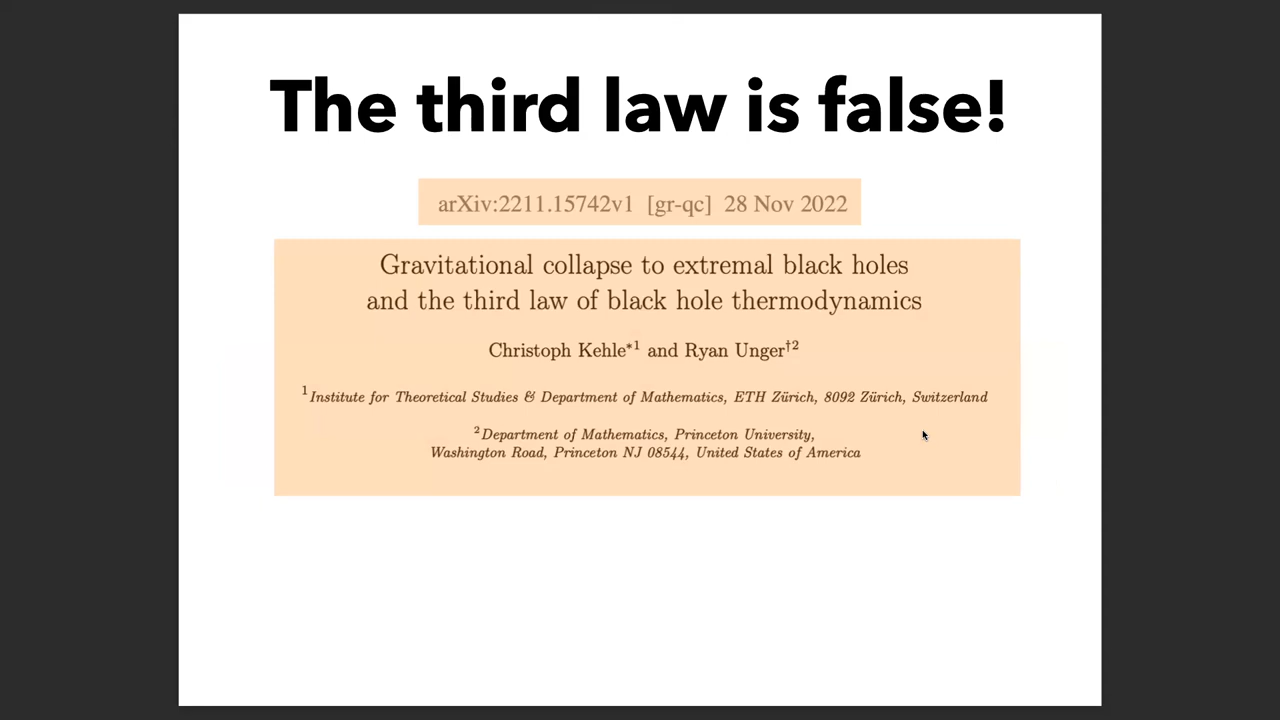 The third law is false!
arXiv:2211.15742v1 [gr-qc] 28 Nov 2022
Gravitational collapse to extremal black holes
and the third law of black hole thermodynamics
Christoph Kehle*1 and Ryan Unger†2
1Institute for Theoretical Studies & Department of Mathematics, ETH Zürich, 8092 Zürich, Switzerland
2Department of Mathematics, Princeton University,
Washington Road, Princeton NJ 08544, United States of America